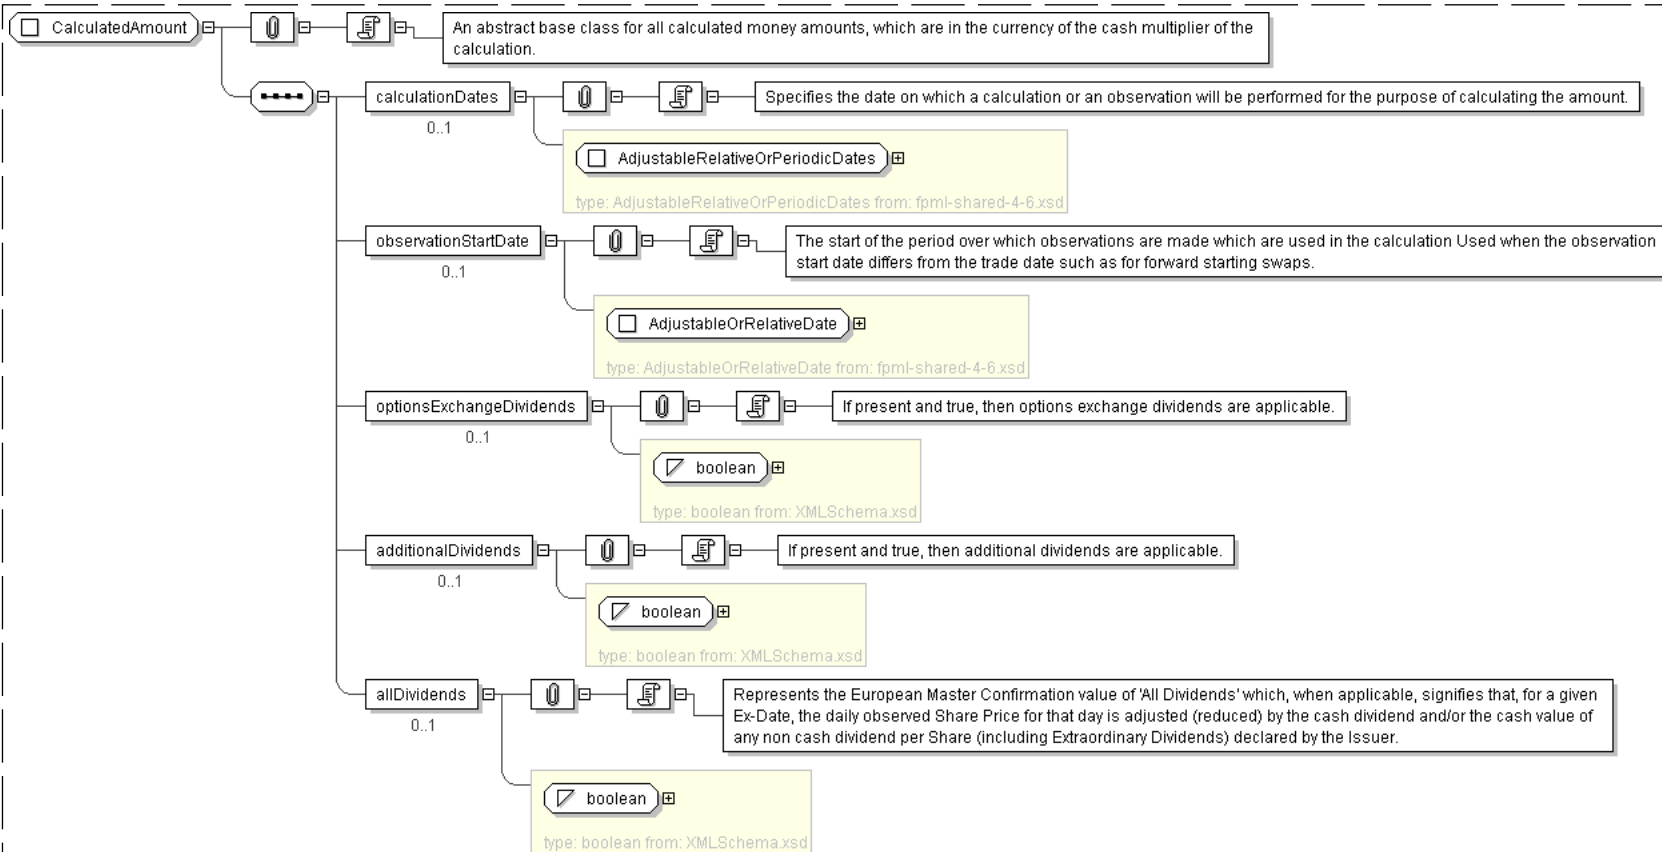 CalculatedAmount
An abstract base class for all calculated money amounts, which are in the currency of the cash multiplier of the
calculation.
calculationDates
Specifies the date on which a calculation or an observation will be performed for the purpose of calculating the amount.
0..1
AdjustableRelativeOrPeriodicDates
type: AdjustableRelativeOrPeriodicDates from: fpml-shared-4-6.xsd
observationStartDate
The start of the period over which observations are made which are used in the calculation Used when the observation
start date differs from the trade date such as for forward starting swaps.
0..1
AdjustableOrRelativeDate
type: AdjustableOrRelativeDate from: fpml-shared-4-6.xsd
optionsExchangeDividends
If present and true, then options exchange dividends are applicable.
0..1
boolean
type: boolean from: XMLSchema.xsd
additionalDividends
If present and true, then additional dividends are applicable.
0..1
boolean
type: boolean from: XMLSchema.xsd
allDividends
Represents the European Master Confirmation value of 'All Dividends' which, when applicable, signifies that, for a given
Ex-Date, the daily observed Share Price for that day is adjusted (reduced) by the cash dividend and/or the cash value of
any non cash dividend per Share (including Extraordinary Dividends) declared by the Issuer.
0..1
boolean
type: boolean from: XMLSchema.xsd